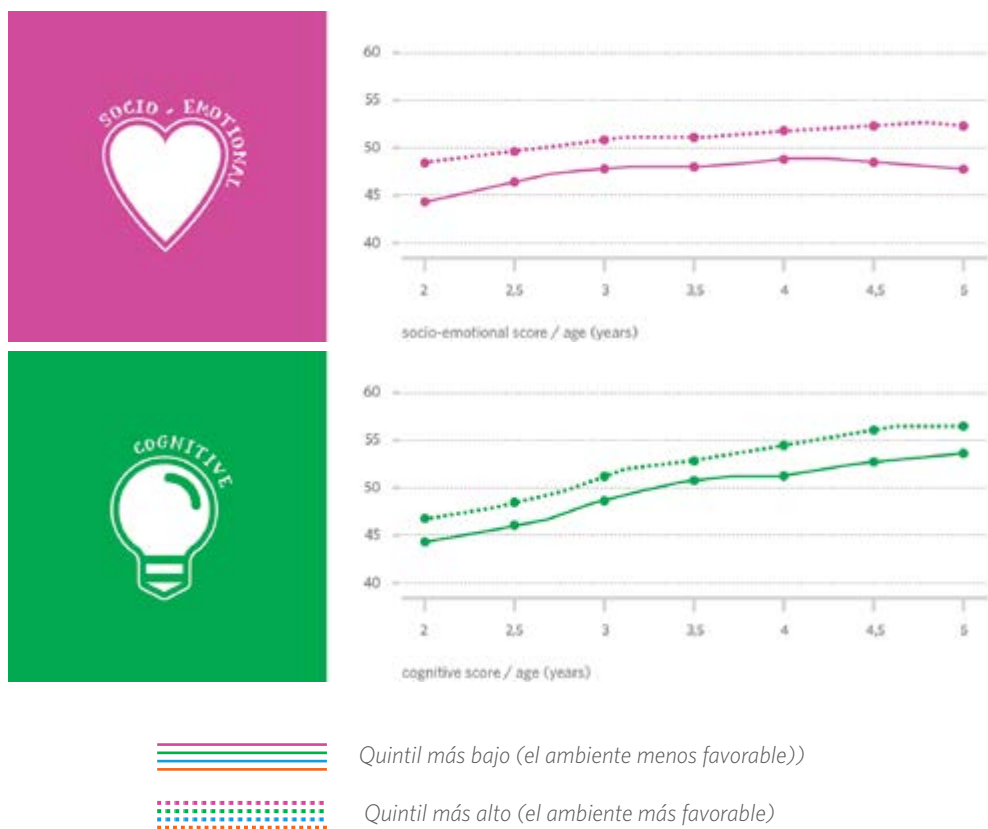 SOCIO - EMOTIONAL
60
55
50
45
40
2 2,5 3 3,5 4 4,5 5
socio-emotional score / age (years)
COGNITIVE
60
55
50
45
40
2 2,5 3 3,5 4 4,5 5
cognitive score / age (years)
Quintil más bajo (el ambiente menos favorable))
Quintil más alto (el ambiente más favorable)